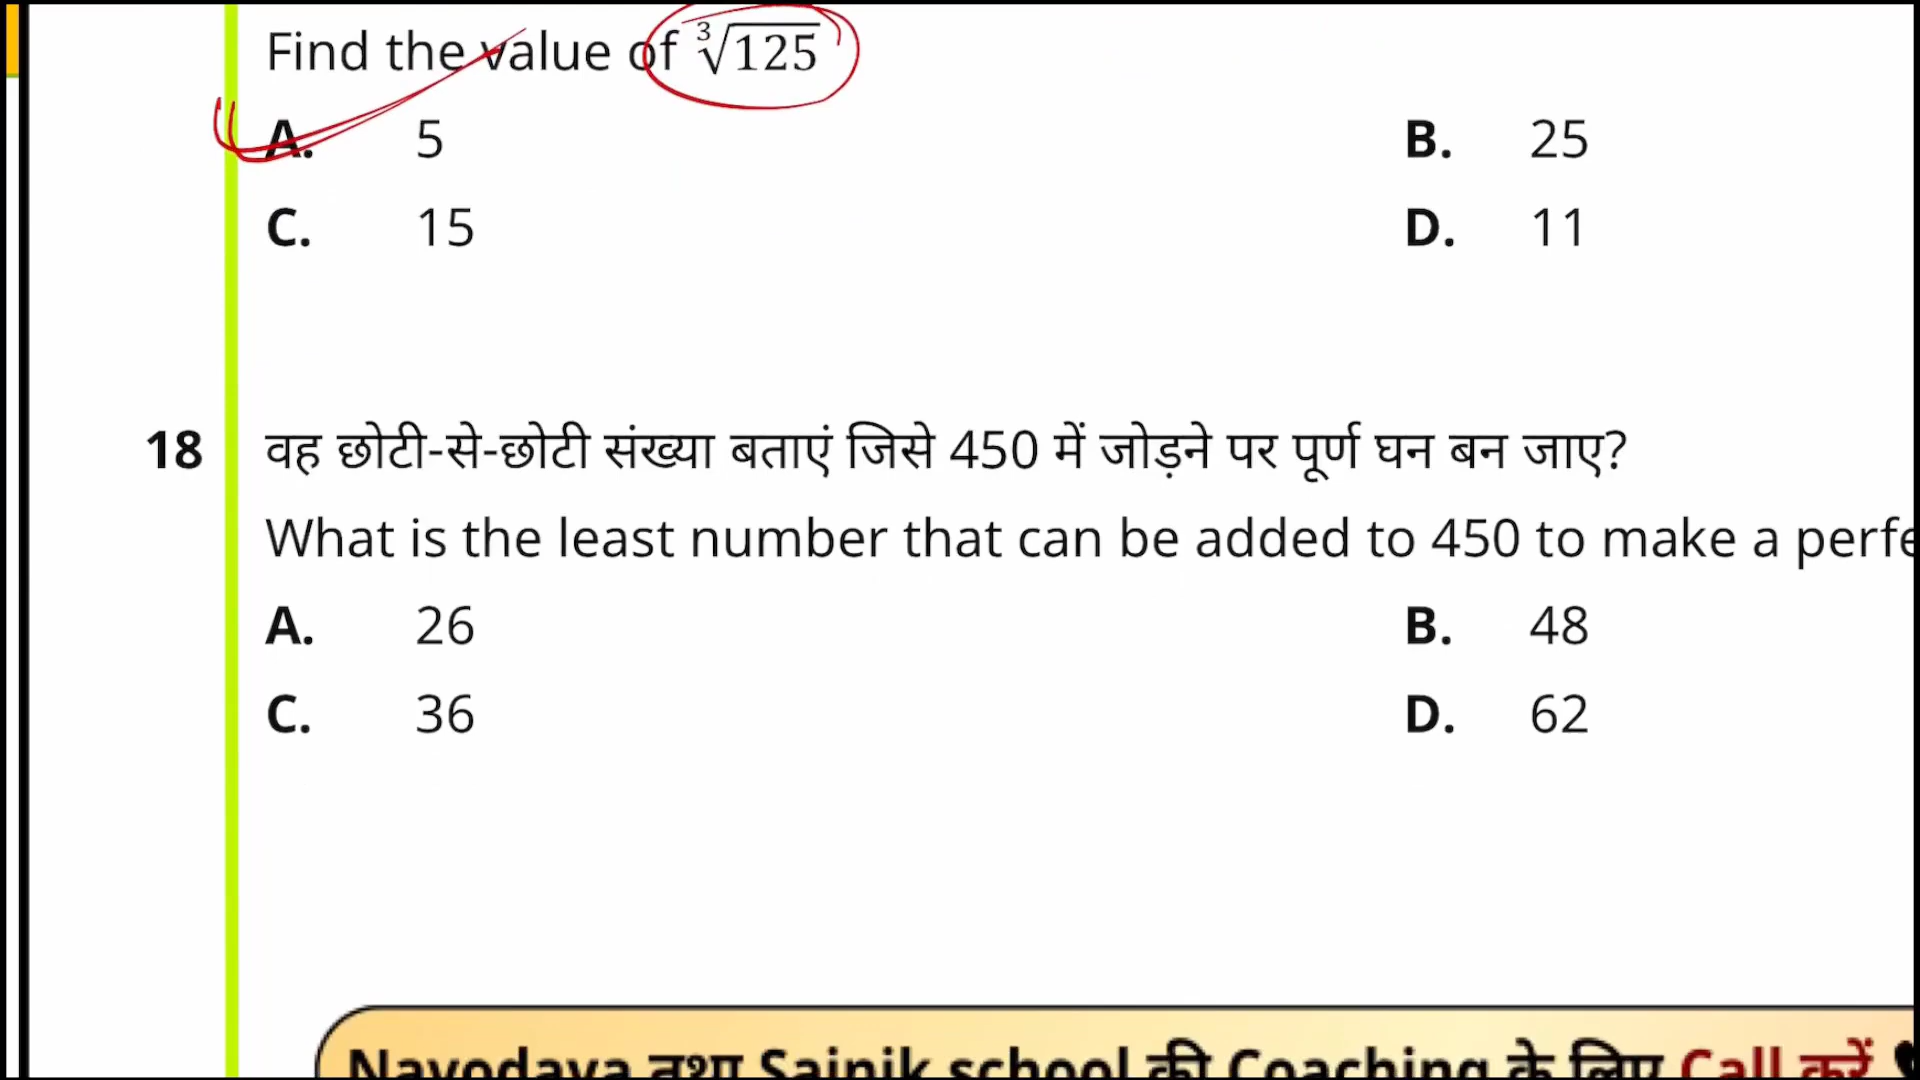 Find the value of ∛125
A. 5 B. 25
C. 15 D. 11
18 वह छोटी-से-छोटी संख्या बताएं जिसे 450 में जोड़ने पर पूर्ण घन बन जाए?
What is the least number that can be added to 450 to make a perfe
A. 26 B. 48
C. 36 D. 62
Navodaya तथा Sainik school की Coaching के लिए Call करें